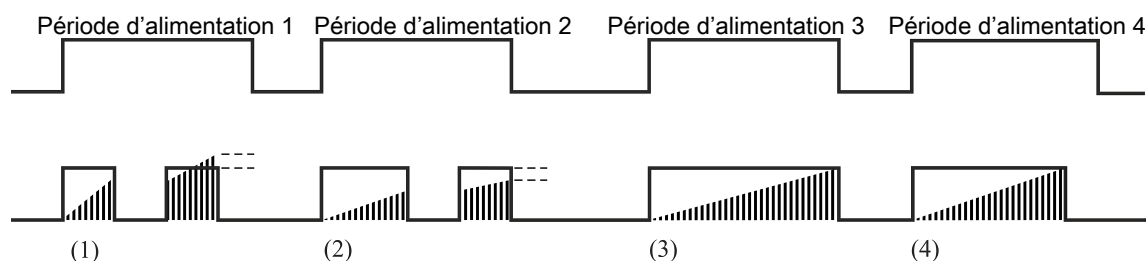 Période d’alimentation 1 Période d’alimentation 2 Période d’alimentation 3 Période d’alimentation 4
(1) (2) (3) (4)